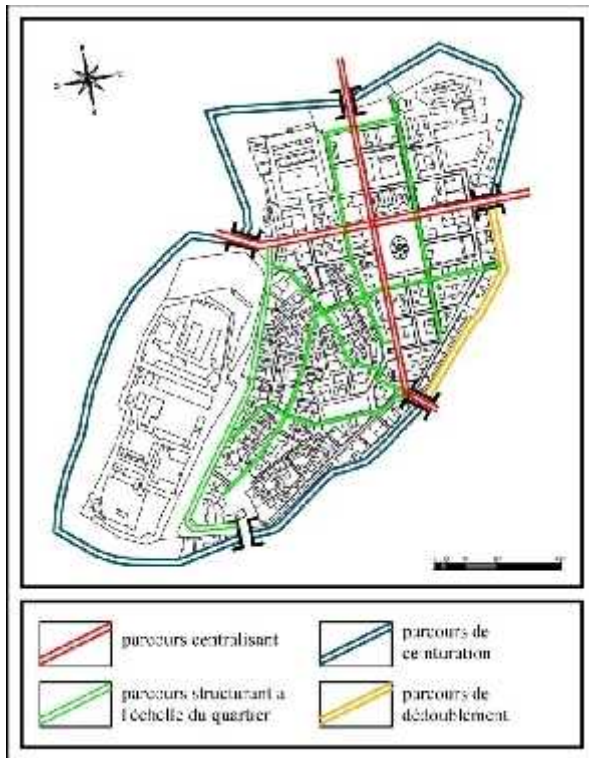 parcours centralisant
parcours de
ceinturation
parcours structurant a
l'échelle du quartier
parcours de
dédoublement.